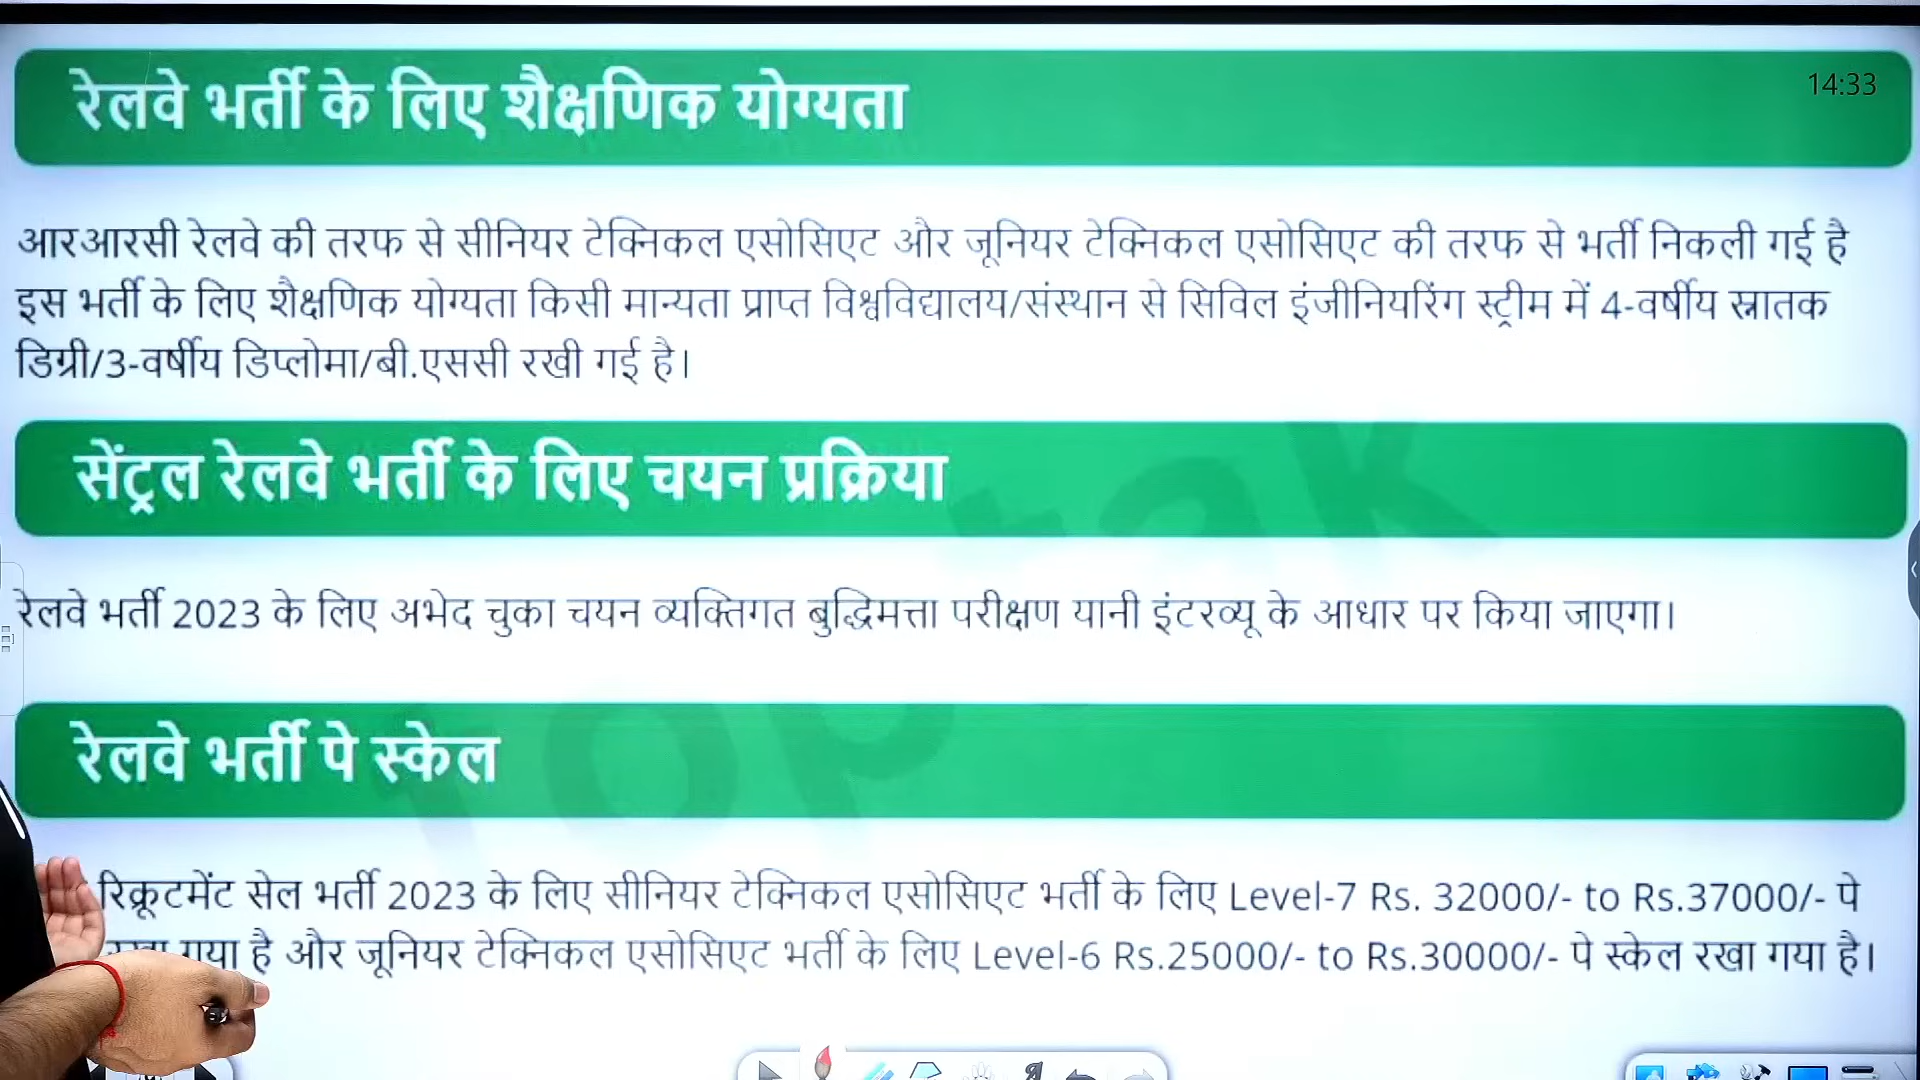 रेलवे भर्ती के लिए शैक्षणिक योग्यता
14:33
आरआरसी रेलवे की तरफ से सीनियर टेक्निकल एसोसिएट और जूनियर टेक्निकल एसोसिएट की तरफ से भर्ती निकली गई है
इस भर्ती के लिए शैक्षणिक योग्यता किसी मान्यता प्राप्त विश्वविद्यालय/संस्थान से सिविल इंजीनियरिंग स्ट्रीम में 4-वर्षीय स्नातक
डिग्री/3-वर्षीय डिप्लोमा/बी.एससी रखी गई है।
सेंट्रल रेलवे भर्ती के लिए चयन प्रक्रिया
रेलवे भर्ती 2023 के लिए अभेद चुका चयन व्यक्तिगत बुद्धिमत्ता परीक्षण यानी इंटरव्यू के आधार पर किया जाएगा।
रेलवे भर्ती पे स्केल
रिक्रूटमेंट सेल भर्ती 2023 के लिए सीनियर टेक्निकल एसोसिएट भर्ती के लिए Level-7 Rs. 32000/- to Rs.37000/- पे
गया है और जूनियर टेक्निकल एसोसिएट भर्ती के लिए Level-6 Rs.25000/- to Rs.30000/- पे स्केल रखा गया है।